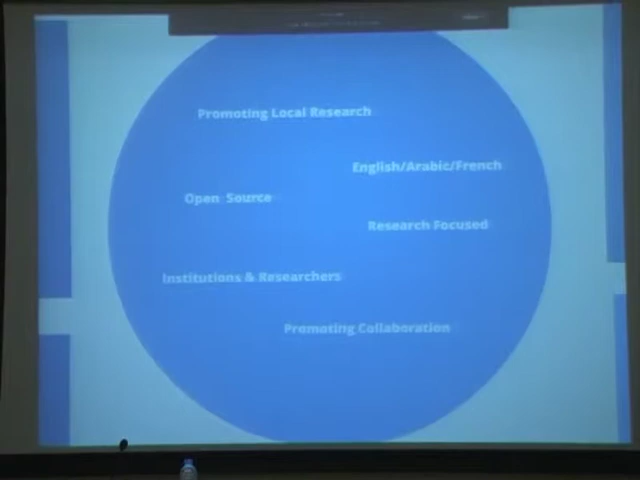 Promoting Local Research
English/Arabic/French
Open Source
Research Focused
Institutions & Researchers
Promoting Collaboration